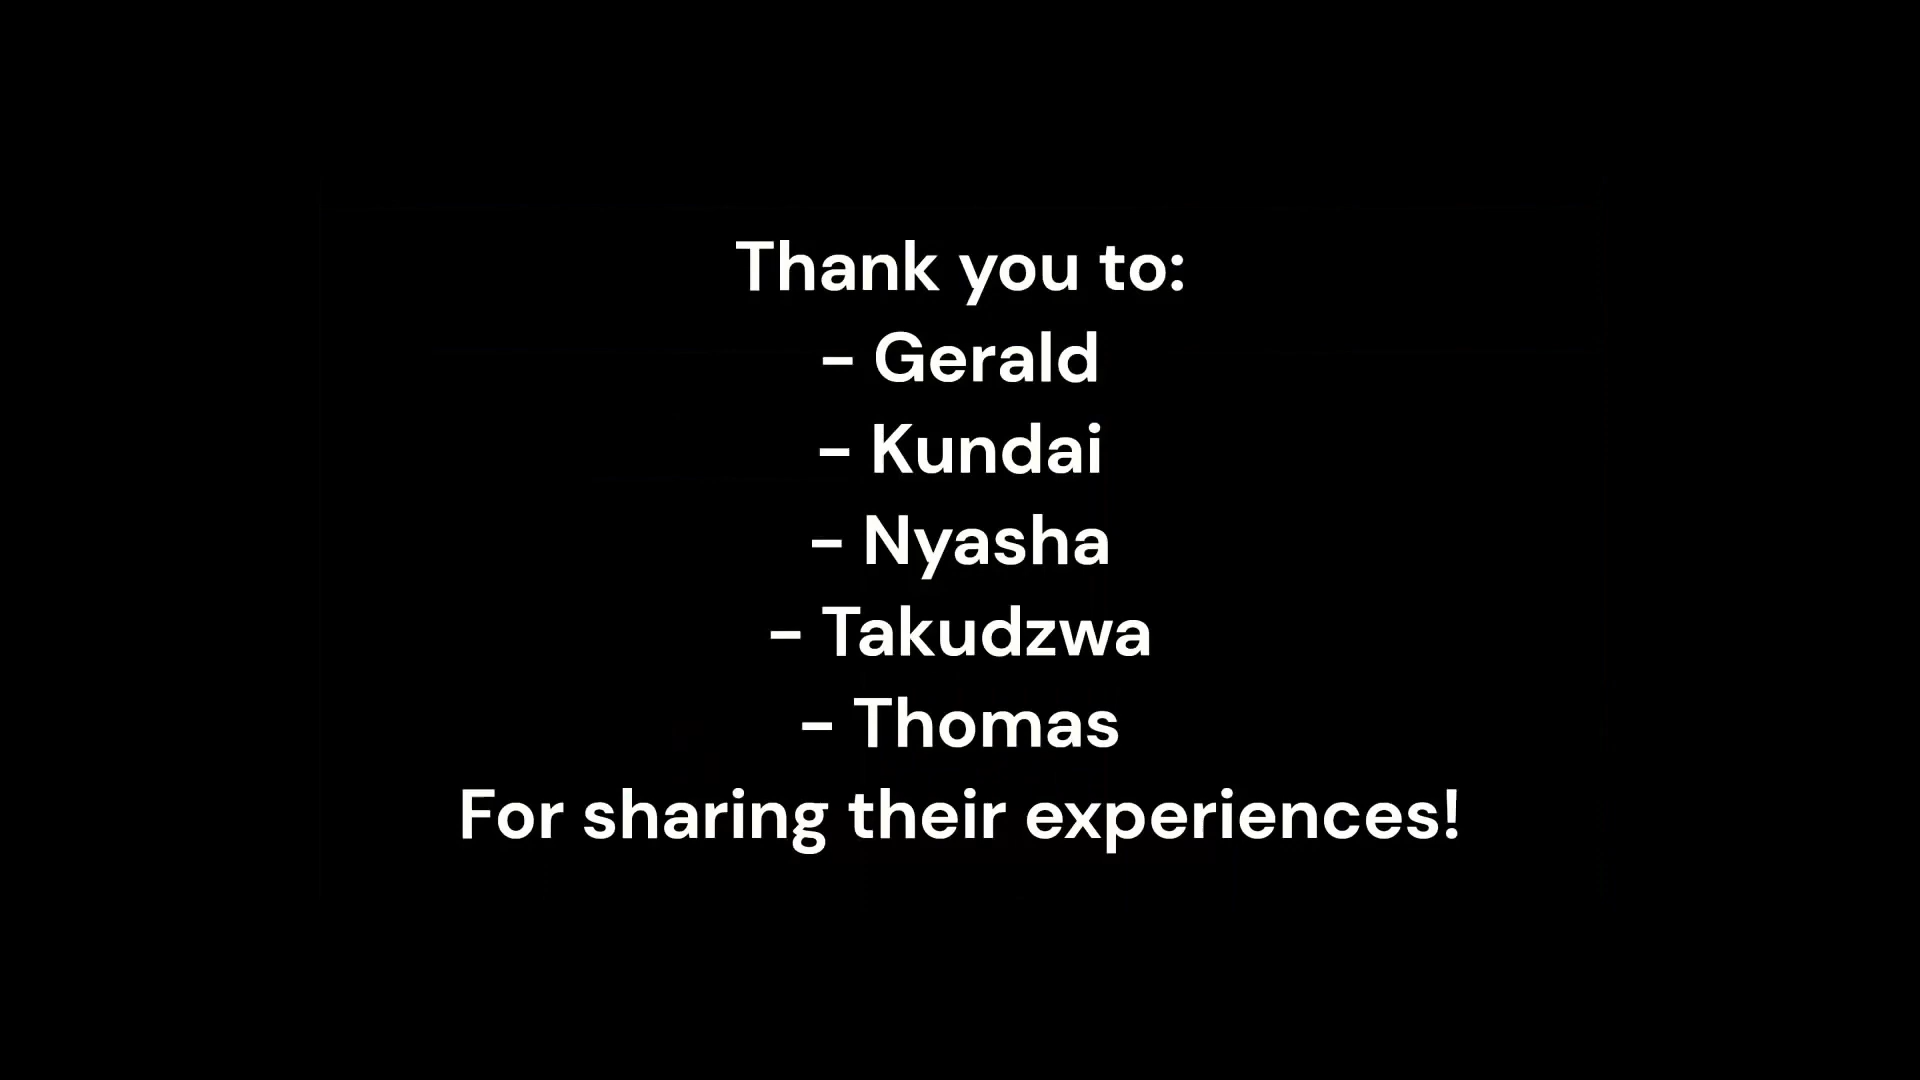 Thank you to:
- Gerald
- Kundai
- Nyasha
- Takudzwa
- Thomas
For sharing their experiences!